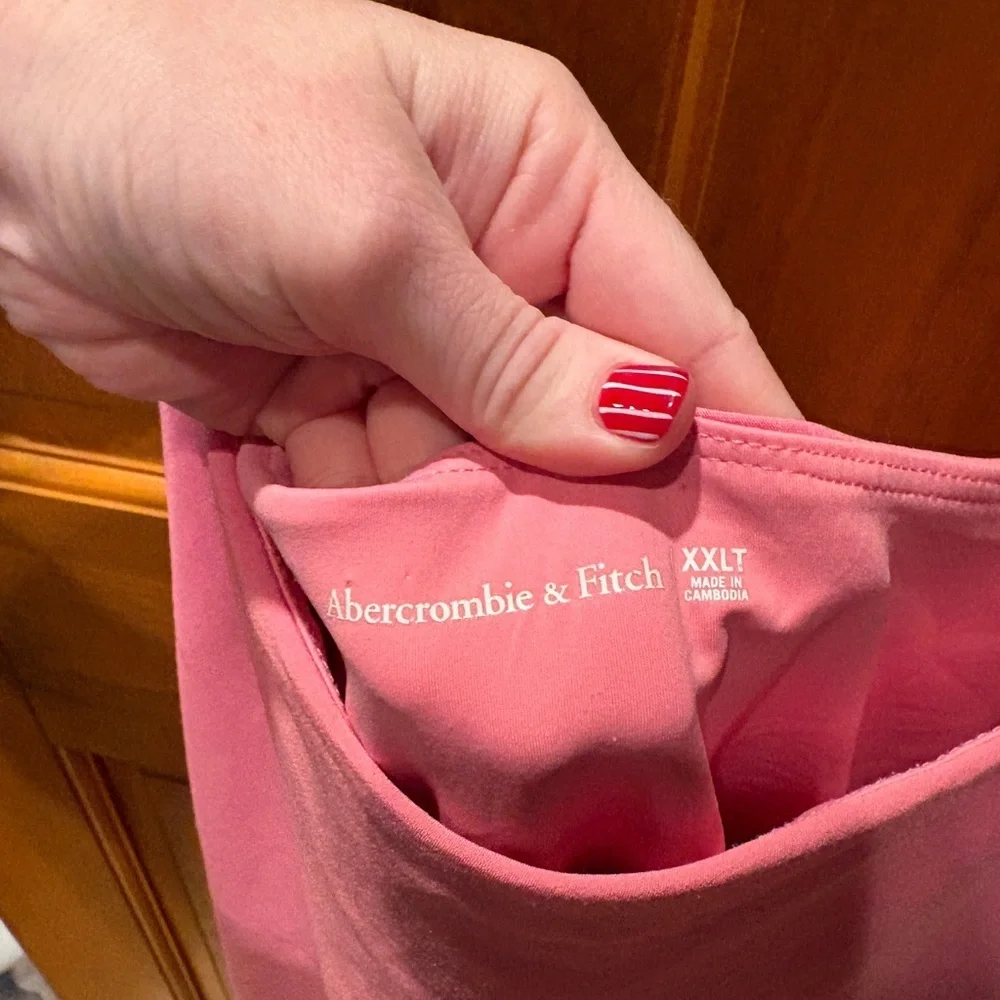 Abercrombie & Fitch
XXLT
MADE IN
CAMBODIA